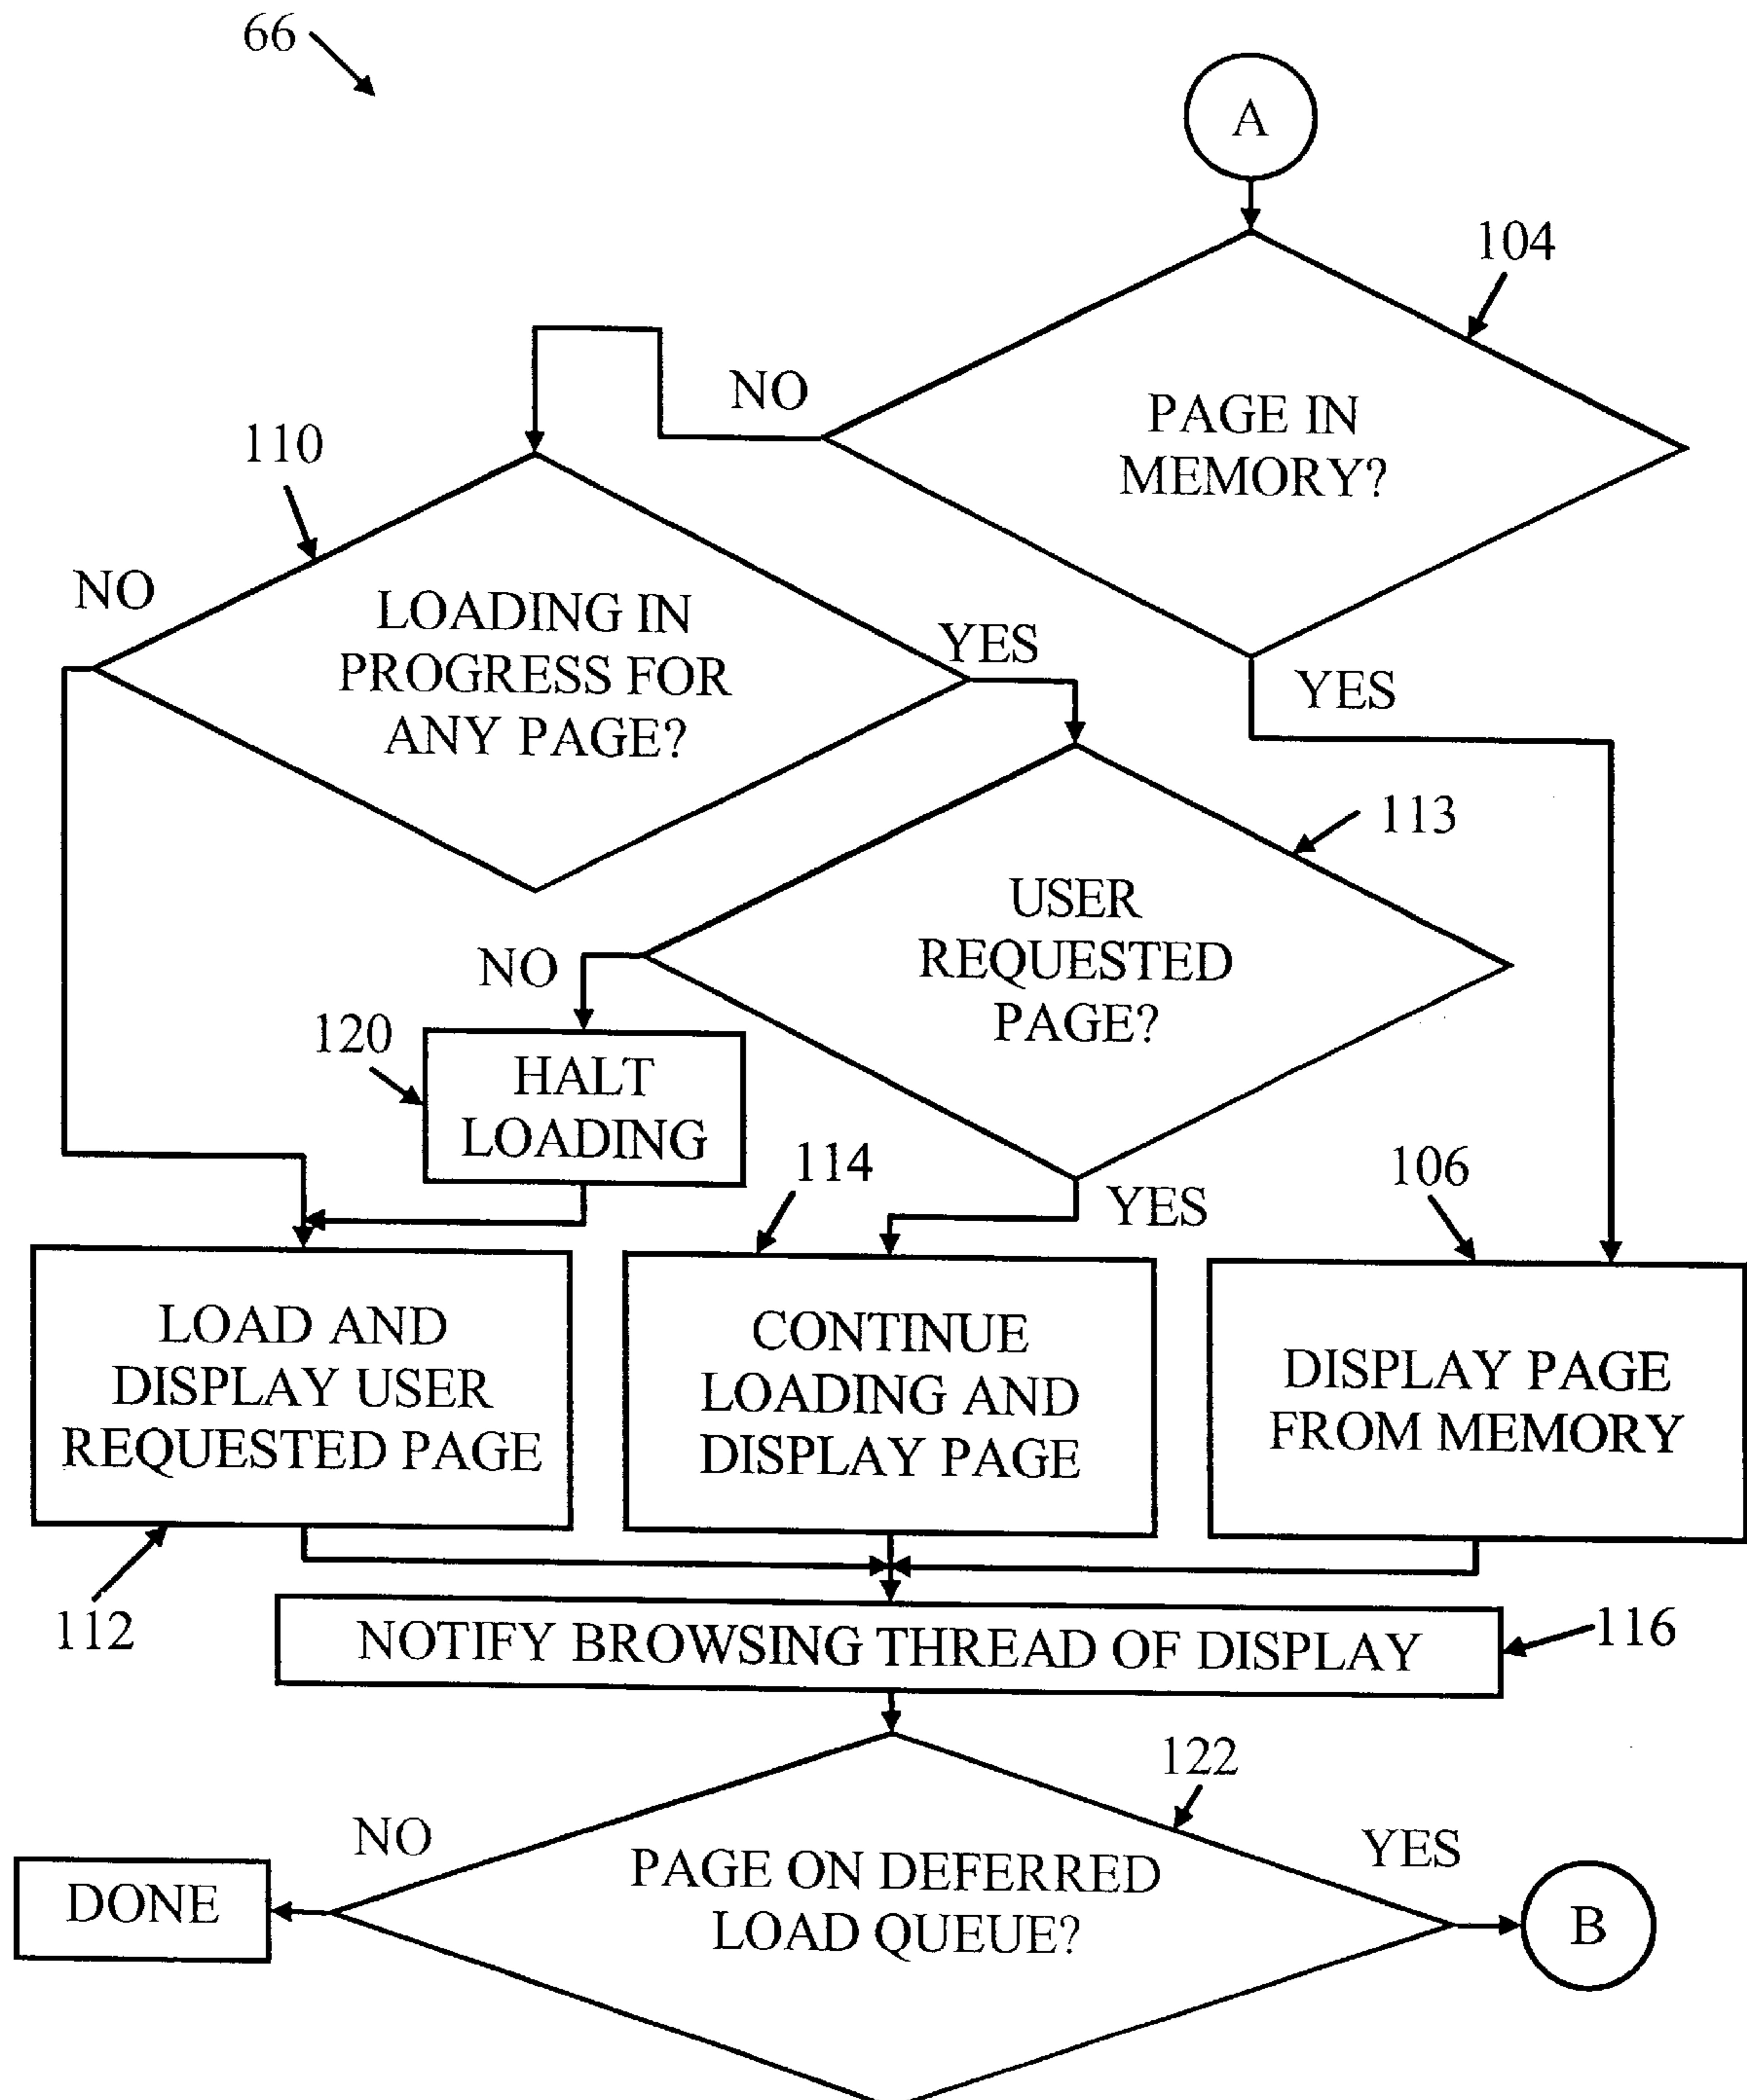 66
A
104
NO
PAGE IN
MEMORY?
110
NO
LOADING IN
PROGRESS FOR
ANY PAGE?
YES
YES
113
USER
REQUESTED
PAGE?
NO
120
HALT
LOADING
114
YES
106
LOAD AND
DISPLAY USER
REQUESTED PAGE
CONTINUE
LOADING AND
DISPLAY PAGE
DISPLAY PAGE
FROM MEMORY
112
NOTIFY BROWSING THREAD OF DISPLAY
116
122
NO
YES
DONE
PAGE ON DEFERRED
LOAD QUEUE?
B